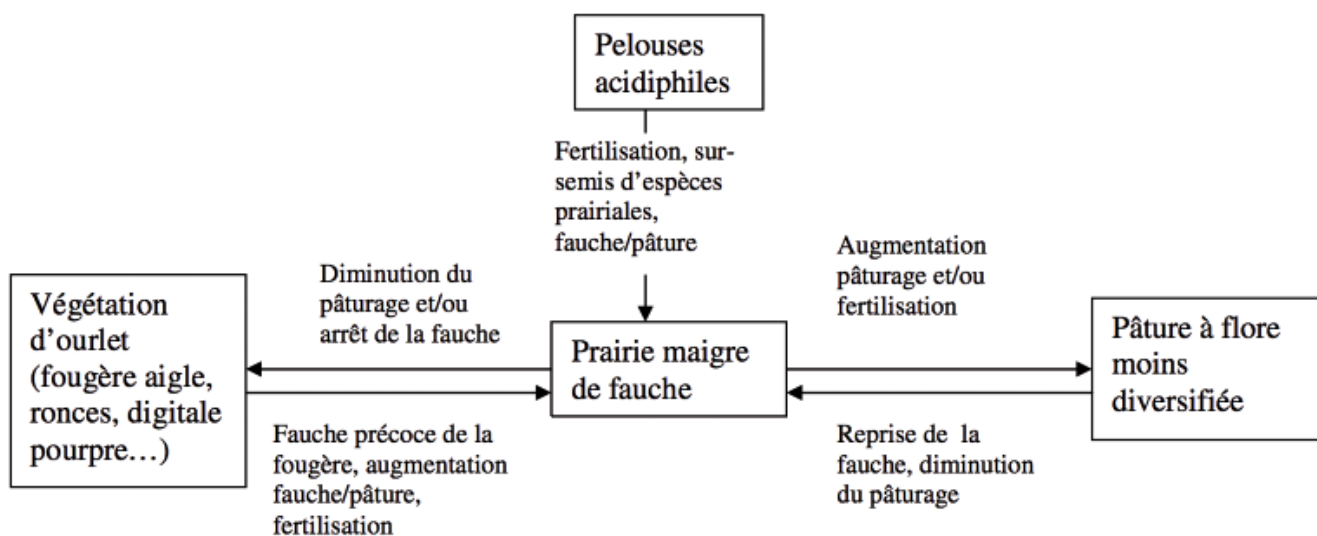 Pelouses
acidiphiles
Fertilisation, sur-
semis d'espèces
prairiales,
fauche/pâture
Diminution du
pâturage et/ou
arrêt de la fauche
Augmentation
pâturage et/ou
fertilisation
Végétation
d'ourlet
(fougère aigle,
ronces, digitale
pourpre…)
Prairie maigre
de fauche
Pâture à flore
moins
diversifiée
Fauche précoce de la
fougère, augmentation
fauche/pâture,
fertilisation
Reprise de la
fauche, diminution
du pâturage